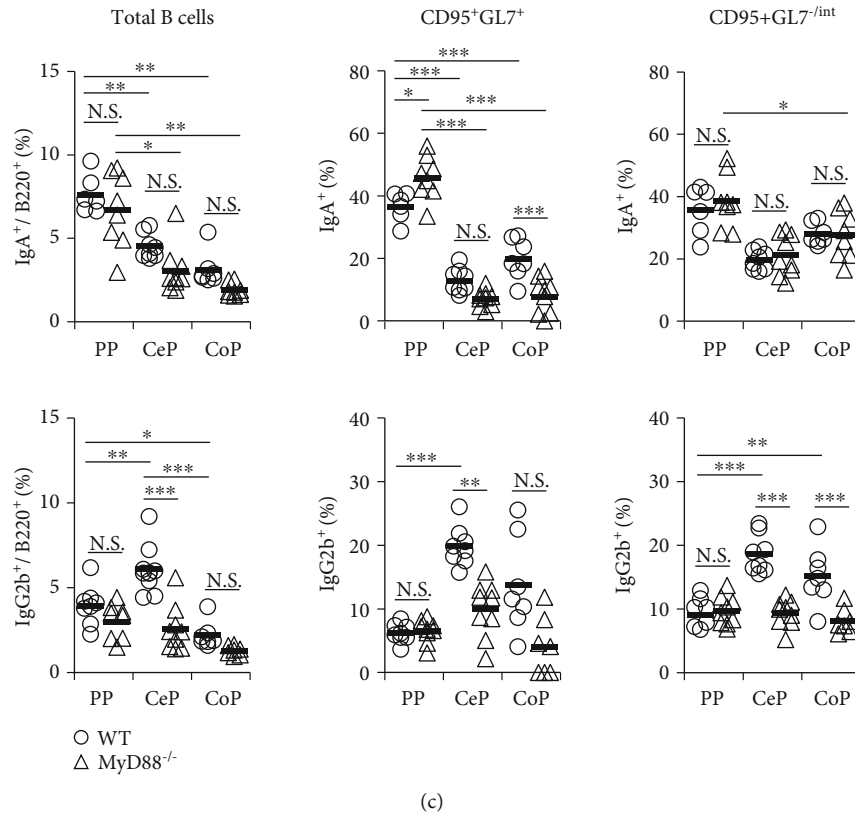 Total B cells
CD95⁺GL7⁺
CD95+GL7⁻/ⁱⁿᵗ
IgA⁺/ B220⁺ (%)
15
10
5
0
**
**
N.S.
**
*
N.S.
N.S.
PP CeP CoP
IgA⁺ (%)
80
60
40
20
0
***
***
*
***
***
N.S.
***
PP CeP CoP
IgA⁺ (%)
80
60
40
20
0
*
N.S.
N.S.
N.S.
PP CeP CoP
IgG2b⁺/ B220⁺ (%)
15
10
5
0
*
**
***
***
N.S.
N.S.
PP CeP CoP
IgG2b⁺ (%)
40
30
20
10
0
***
**
N.S.
N.S.
PP CeP CoP
IgG2b⁺ (%)
40
30
20
10
0
**
***
***
***
N.S.
PP CeP CoP
WT
MyD88⁻/⁻
(c)